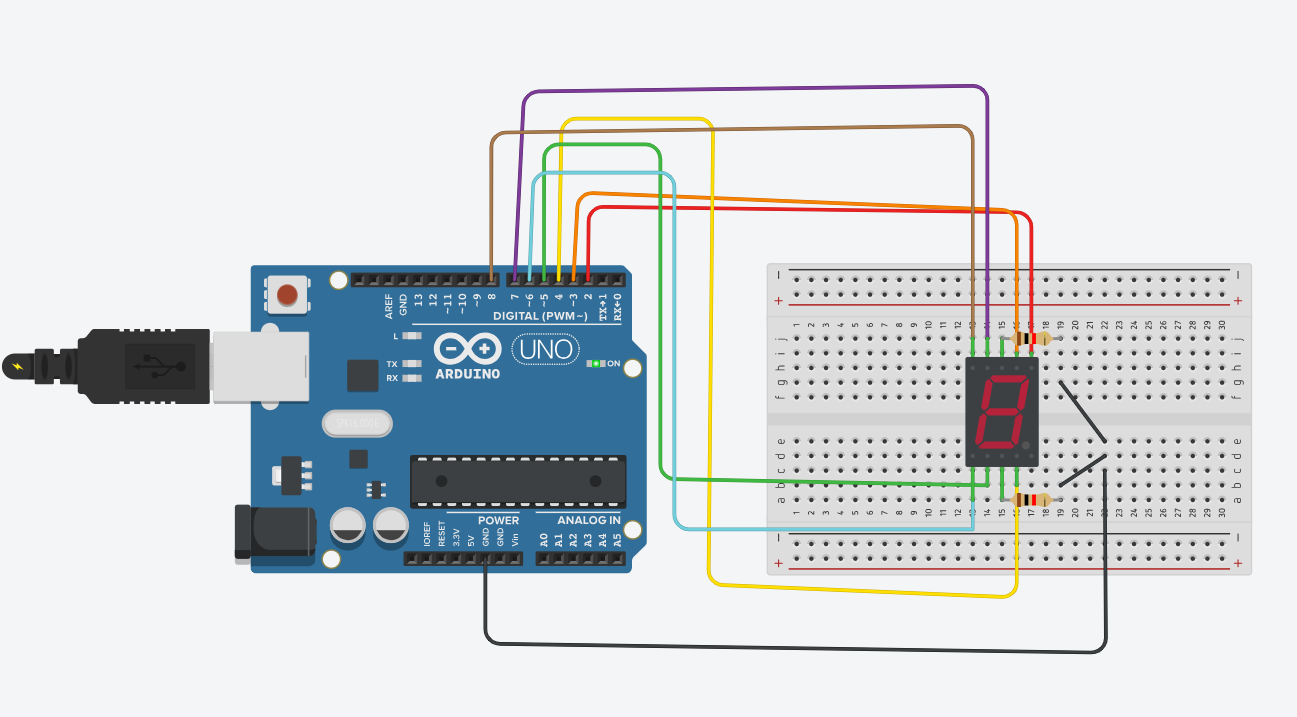 AREF
GND
13
12
~11
~10
~9
8
7
~6
~5
4
~3
2
TX→1
RX←0
DIGITAL (PWM~)
L
TX
RX
ARDUINO
UNO
ON
POWER
ANALOG IN
IOREF
RESET
3.3V
5V
GND
GND
Vin
A0
A1
A2
A3
A4
A5
− −
+ +
1 2 3 4 5 6 7 8 9 10 11 12 13 14 15 16 17 18 19 20 21 22 23 24 25 26 27 28 29 30
j j
i i
h h
g g
f f
e e
d d
c c
b b
a a
1 2 3 4 5 6 7 8 9 10 11 12 13 14 15 16 17 18 19 20 21 22 23 24 25 26 27 28 29 30
− −
+ +